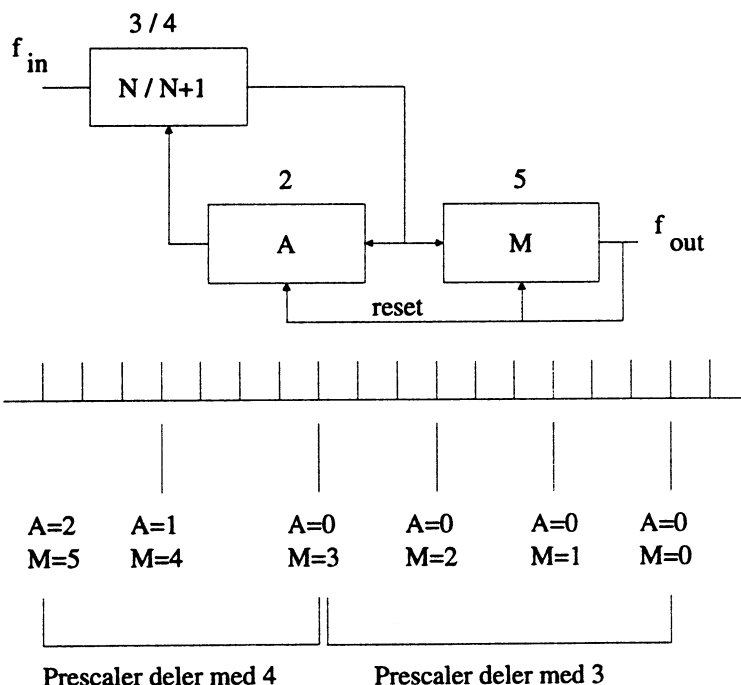 3 / 4
f in
N / N+1
2
5
A
M
f out
reset
A=2 A=1 A=0 A=0 A=0 A=0
M=5 M=4 M=3 M=2 M=1 M=0
Prescaler deler med 4 Prescaler deler med 3